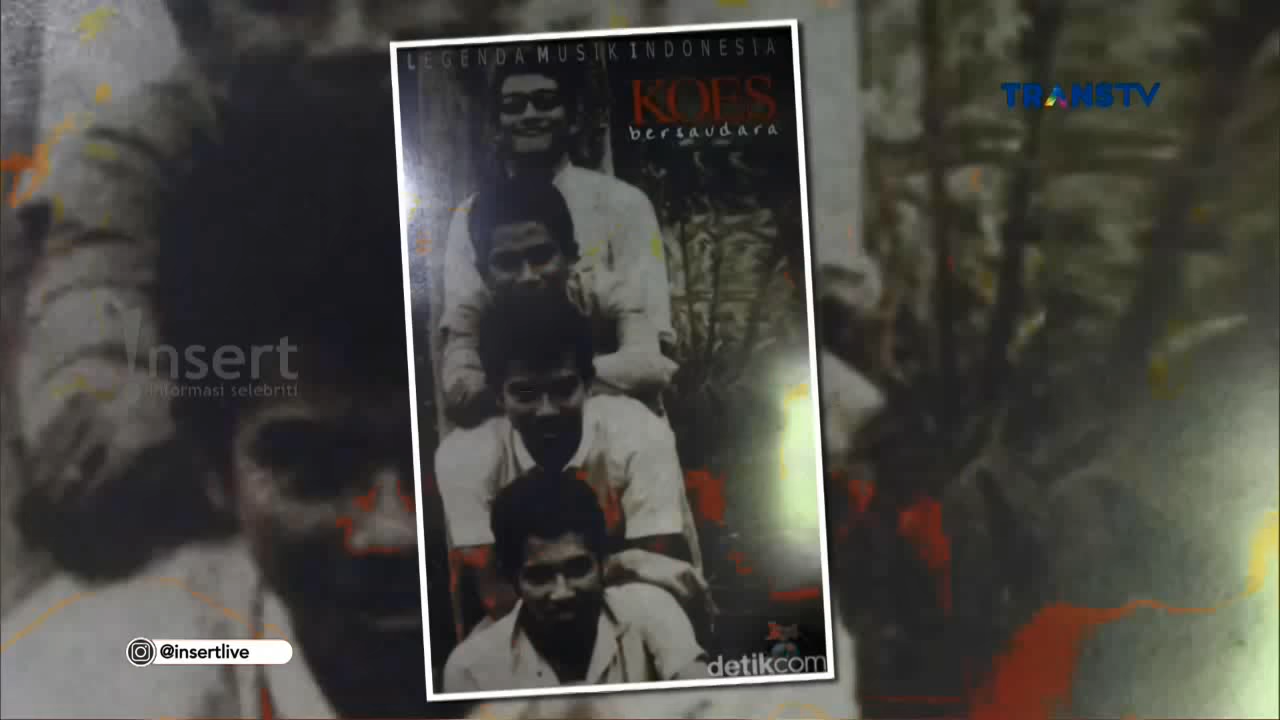 LEGENDA MUSIK INDONESIA
KOES
bersaudara
TRANSTV
Insert
informasi selebriti
@insertlive
detikcom